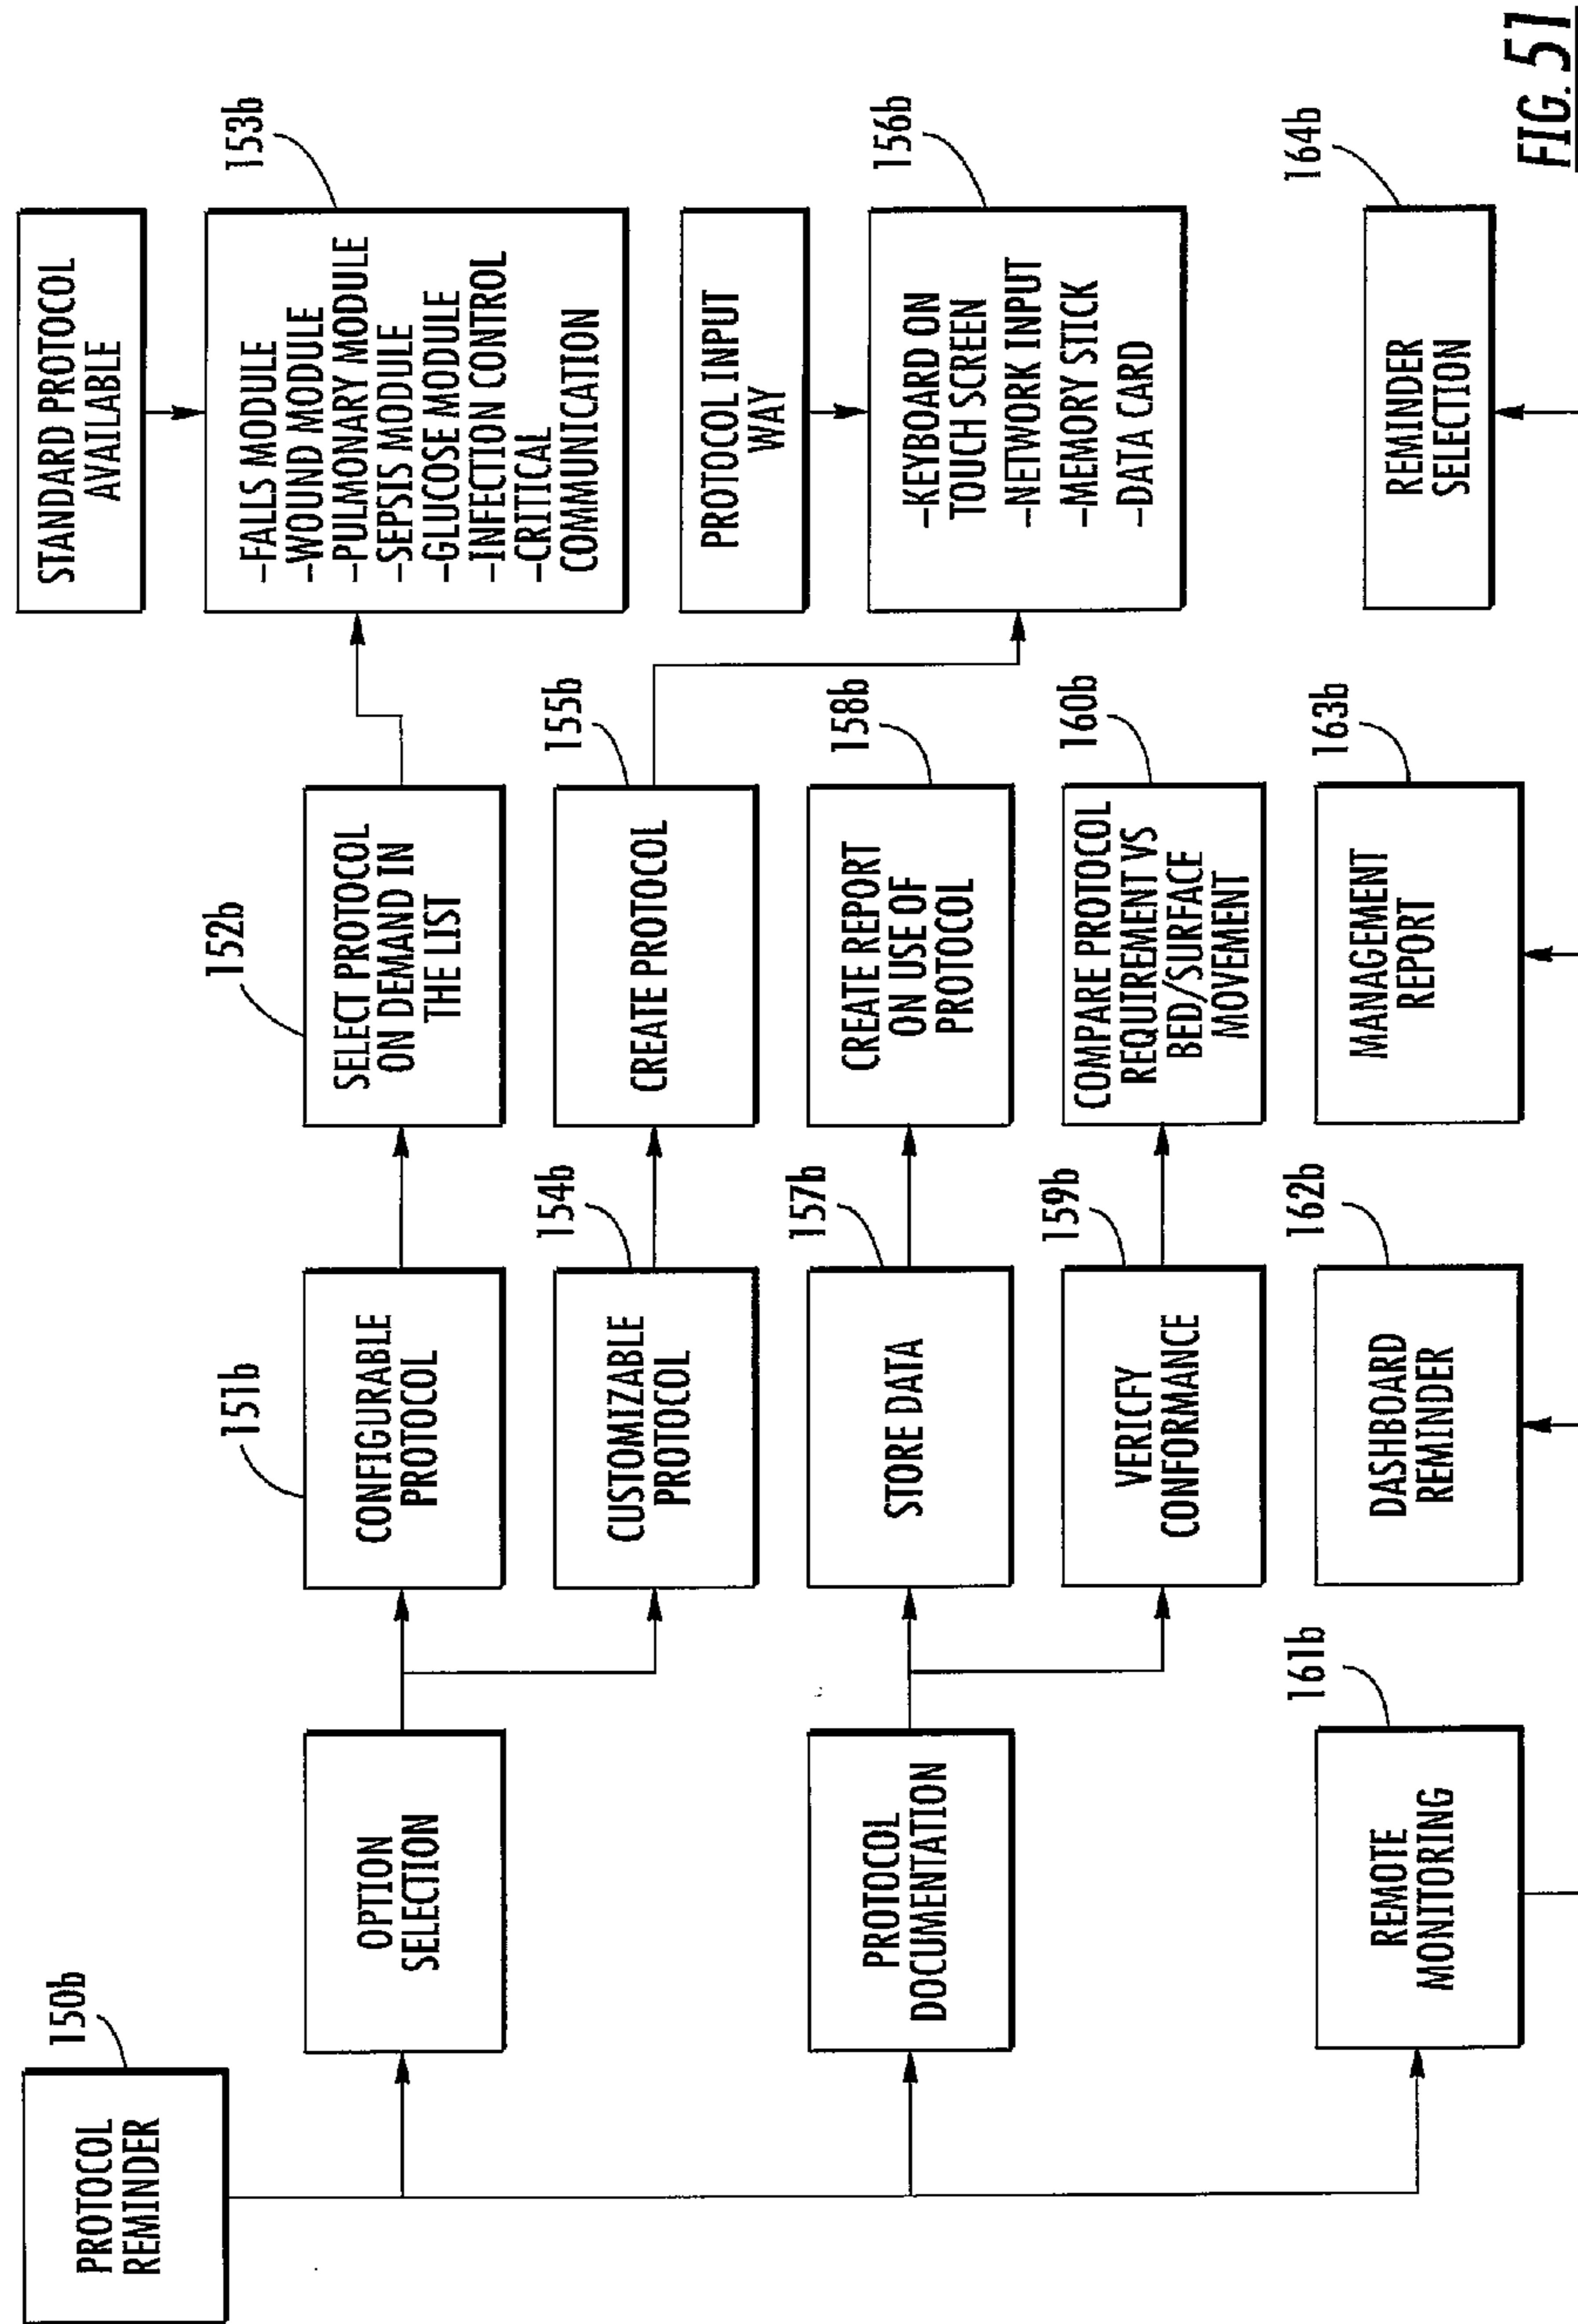 PROTOCOL
REMINDER
150b
OPTION
SELECTION
CONFIGURABLE
PROTOCOL
151b
SELECT PROTOCOL
ON DEMAND IN
THE LIST
152b
STANDARD PROTOCOL
AVAILABLE
-FALLS MODULE
-WOUND MODULE
-PULMONARY MODULE
-SEPSIS MODULE
-GLUCOSE MODULE
-INFECTION CONTROL
-CRITICAL
COMMUNICATION
153b
CUSTOMIZABLE
PROTOCOL
154b
CREATE PROTOCOL
155b
PROTOCOL INPUT
WAY
-KEYBOARD ON
TOUCH SCREEN
-NETWORK INPUT
-MEMORY STICK
-DATA CARD
156b
PROTOCOL
DOCUMENTATION
STORE DATA
157b
CREATE REPORT
ON USE OF
PROTOCOL
158b
VERICFY
CONFORMANCE
159b
COMPARE PROTOCOL
REQUIREMENT VS
BED/SURFACE
MOVEMENT
160b
REMOTE
MONITORING
161b
DASHBOARD
REMINDER
162b
MANAGEMENT
REPORT
163b
REMINDER
SELECTION
164b
FIG. 51